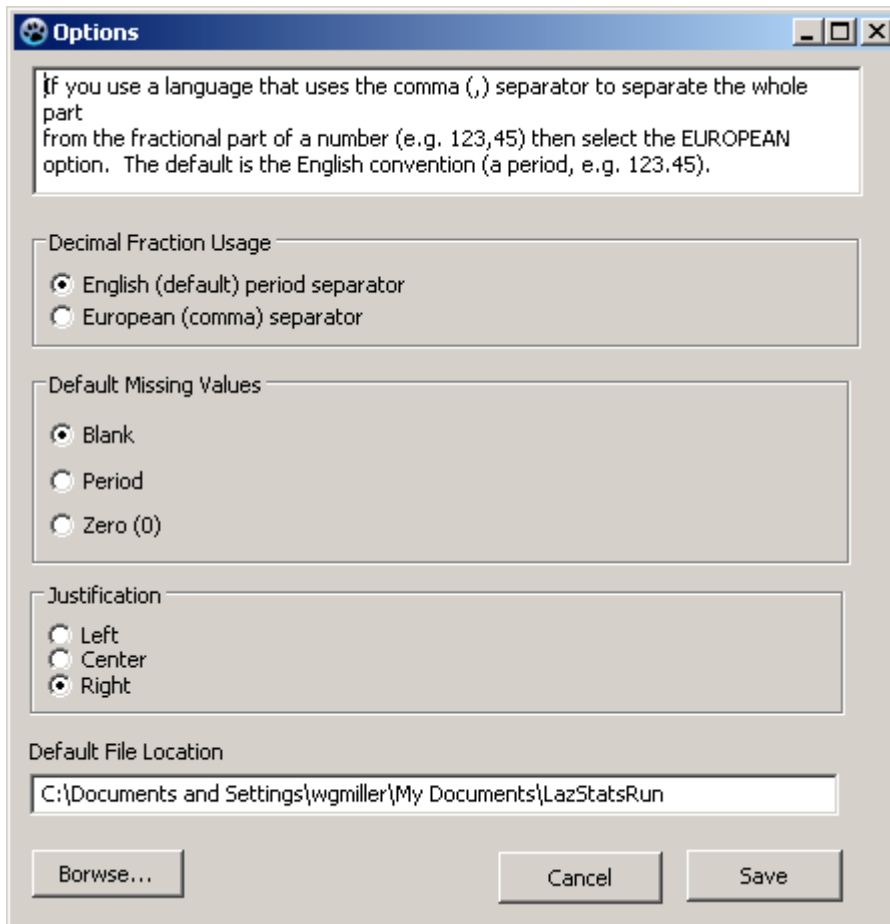 Options
If you use a language that uses the comma (,) separator to separate the whole
part
from the fractional part of a number (e.g. 123,45) then select the EUROPEAN
option.  The default is the English convention (a period, e.g. 123.45).
Decimal Fraction Usage
English (default) period separator
European (comma) separator
Default Missing Values
Blank
Period
Zero (0)
Justification
Left
Center
Right
Default File Location
C:\Documents and Settings\wgmiller\My Documents\LazStatsRun
Borwse...
Cancel
Save